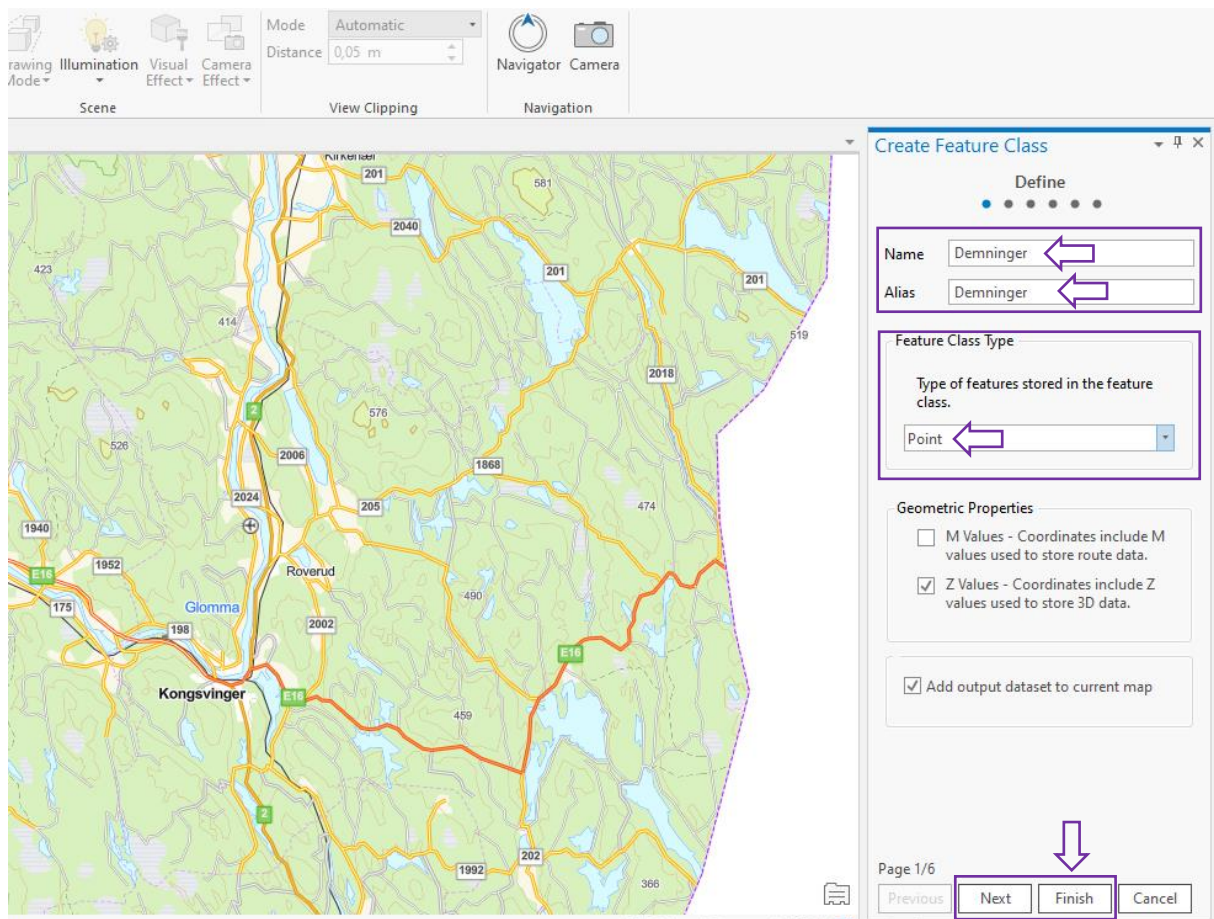 Mode Automatic
Distance 0,05 m
Illumination Visual Camera Navigator Camera
Mode Effect Effect
Scene View Clipping Navigation
Create Feature Class
Define
Name Demninger
Alias Demninger
Feature Class Type
Type of features stored in the feature
class.
Point
Geometric Properties
M Values - Coordinates include M
values used to store route data.
Z Values - Coordinates include Z
values used to store 3D data.
Add output dataset to current map
Page 1/6
Previous Next Finish Cancel
201
581
2040
423
201
201
414
519
2018
2
576
526
2006
1868
2024
205
474
1940
1952
E16
Roverud
175
490
Glomma
198
2002
E16
Kongsvinger
E16
459
2
202
1992
366